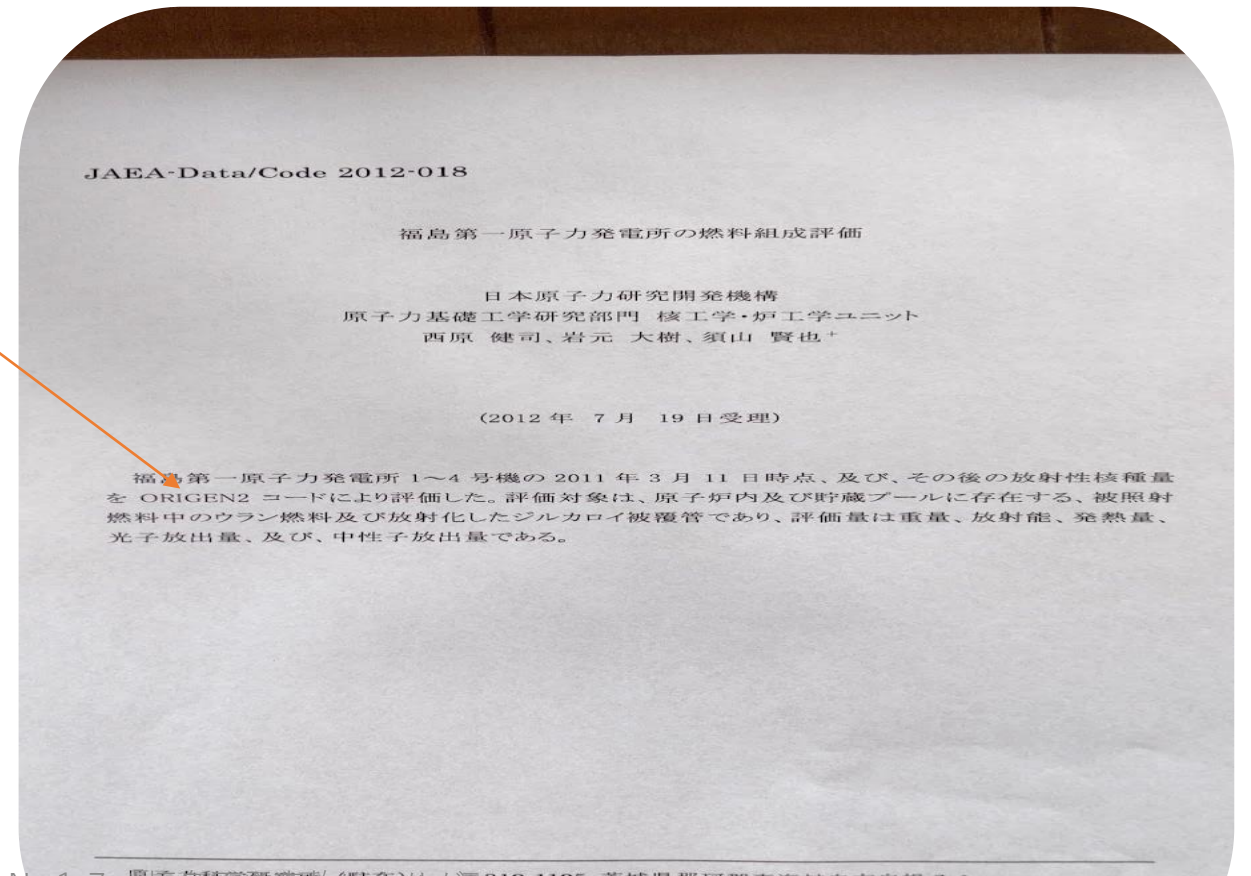 JAEA-Data/Code 2012-018
福島第一原子力発電所の燃料組成評価
日本原子力研究開発機構
原子力基礎工学研究部門 核工学・炉工学ユニット
西原 健司、岩元 大樹、須山 賢也+
(2012 年 7 月 19 日受理)
福島第一原子力発電所 1~4 号機の 2011 年 3 月 11 日時点、及び、その後の放射性核種量
を ORIGEN2 コードにより評価した。評価対象は、原子炉内及び貯蔵プールに存在する、被照射
燃料中のウラン燃料及び放射化したジルカロイ被覆管であり、評価量は重量、放射能、発熱量、
光子放出量、及び、中性子放出量である。